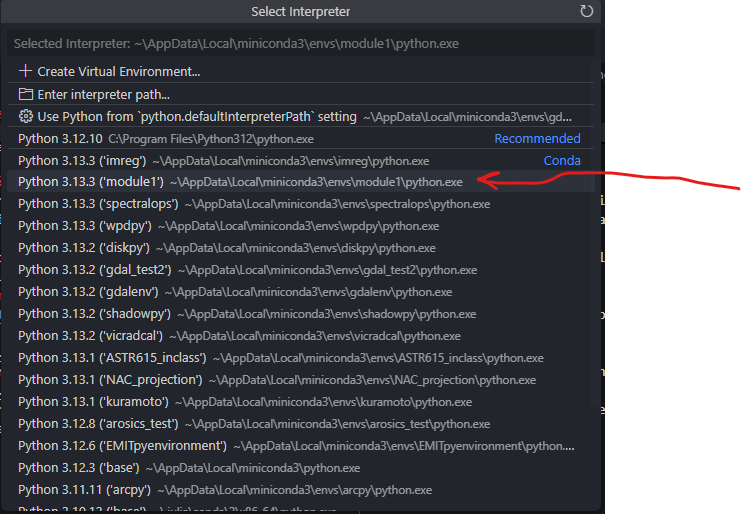 Select Interpreter
Selected Interpreter: ~\AppData\Local\miniconda3\envs\module1\python.exe
Create Virtual Environment...
Enter interpreter path...
Use Python from `python.defaultInterpreterPath` setting ~\AppData\Local\miniconda3\envs\gd...
Python 3.12.10 C:\Program Files\Python312\python.exe Recommended
Python 3.13.3 ('imreg') ~\AppData\Local\miniconda3\envs\imreg\python.exe Conda
Python 3.13.3 ('module1') ~\AppData\Local\miniconda3\envs\module1\python.exe
Python 3.13.3 ('spectralops') ~\AppData\Local\miniconda3\envs\spectralops\python.exe
Python 3.13.3 ('wpdpy') ~\AppData\Local\miniconda3\envs\wpdpy\python.exe
Python 3.13.2 ('diskpy') ~\AppData\Local\miniconda3\envs\diskpy\python.exe
Python 3.13.2 ('gdal_test2') ~\AppData\Local\miniconda3\envs\gdal_test2\python.exe
Python 3.13.2 ('gdalenv') ~\AppData\Local\miniconda3\envs\gdalenv\python.exe
Python 3.13.2 ('shadowpy') ~\AppData\Local\miniconda3\envs\shadowpy\python.exe
Python 3.13.2 ('vicradcal') ~\AppData\Local\miniconda3\envs\vicradcal\python.exe
Python 3.13.1 ('ASTR615_inclass') ~\AppData\Local\miniconda3\envs\ASTR615_inclass\python.exe
Python 3.13.1 ('NAC_projection') ~\AppData\Local\miniconda3\envs\NAC_projection\python.exe
Python 3.13.1 ('kuramoto') ~\AppData\Local\miniconda3\envs\kuramoto\python.exe
Python 3.12.8 ('arosics_test') ~\AppData\Local\miniconda3\envs\arosics_test\python.exe
Python 3.12.6 ('EMITpyenvironment') ~\AppData\Local\miniconda3\envs\EMITpyenvironment\python....
Python 3.12.3 ('base') ~\AppData\Local\miniconda3\python.exe
Python 3.11.11 ('arcpy') ~\AppData\Local\miniconda3\envs\arcpy\python.exe
Python 3.10.12 ('base') ~\.julia\conda\3\x86_64\python.exe